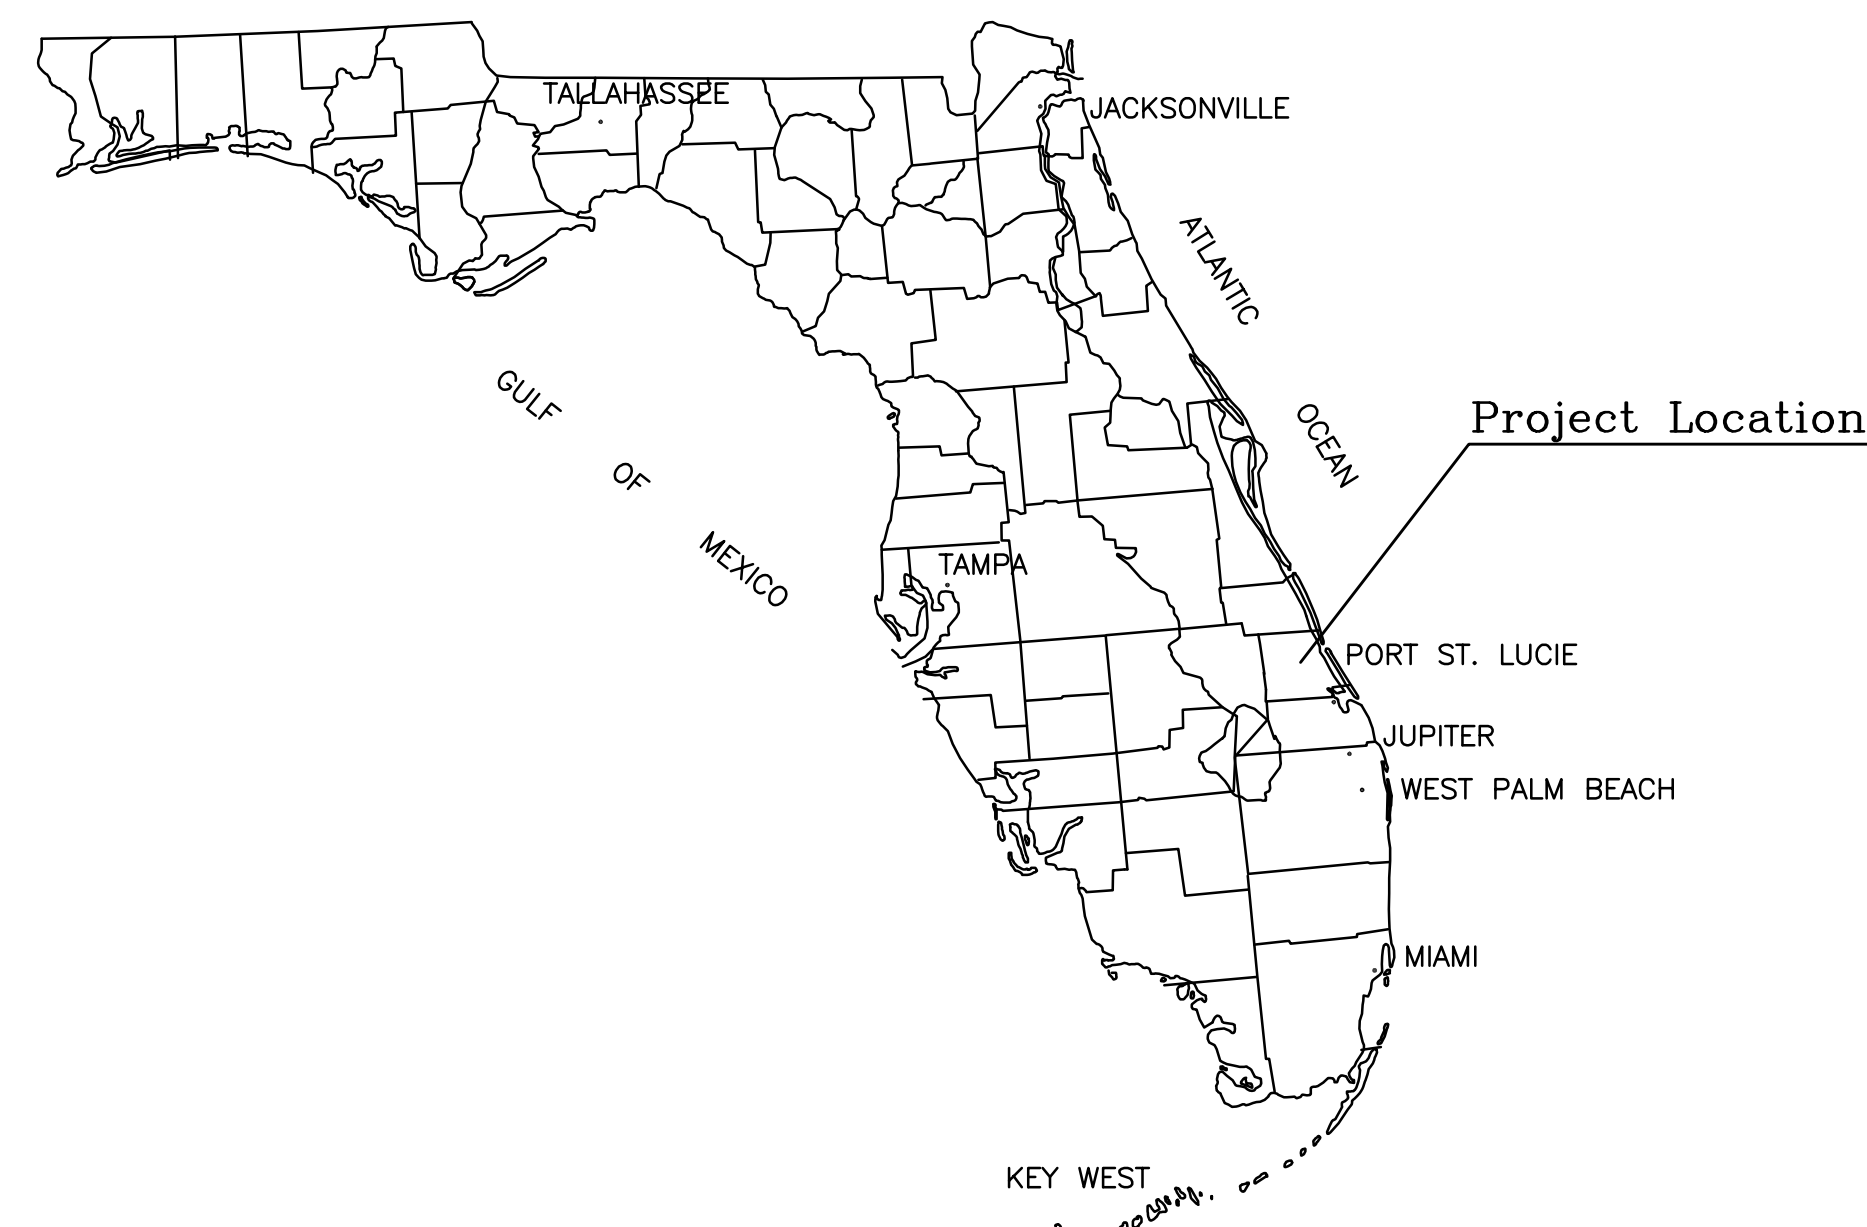 TALLAHASSEE
JACKSONVILLE
ATLANTIC
OCEAN
GULF
OF
MEXICO
Project Location
TAMPA
PORT ST. LUCIE
JUPITER
WEST PALM BEACH
MIAMI
KEY WEST